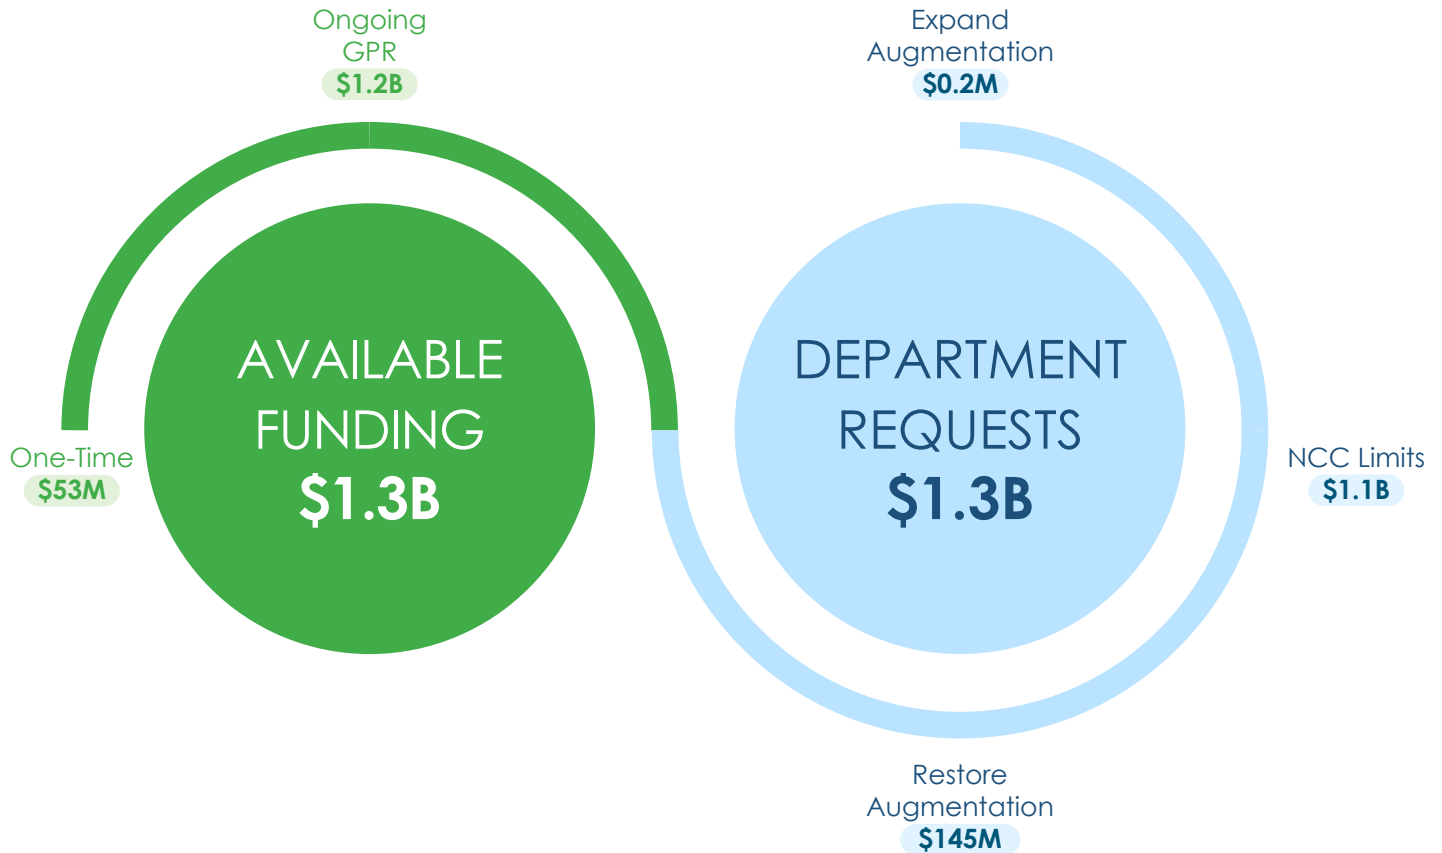 Ongoing
GPR
$1.2B
Expand
Augmentation
$0.2M
AVAILABLE
FUNDING
$1.3B
DEPARTMENT
REQUESTS
$1.3B
One-Time
$53M
NCC Limits
$1.1B
Restore
Augmentation
$145M